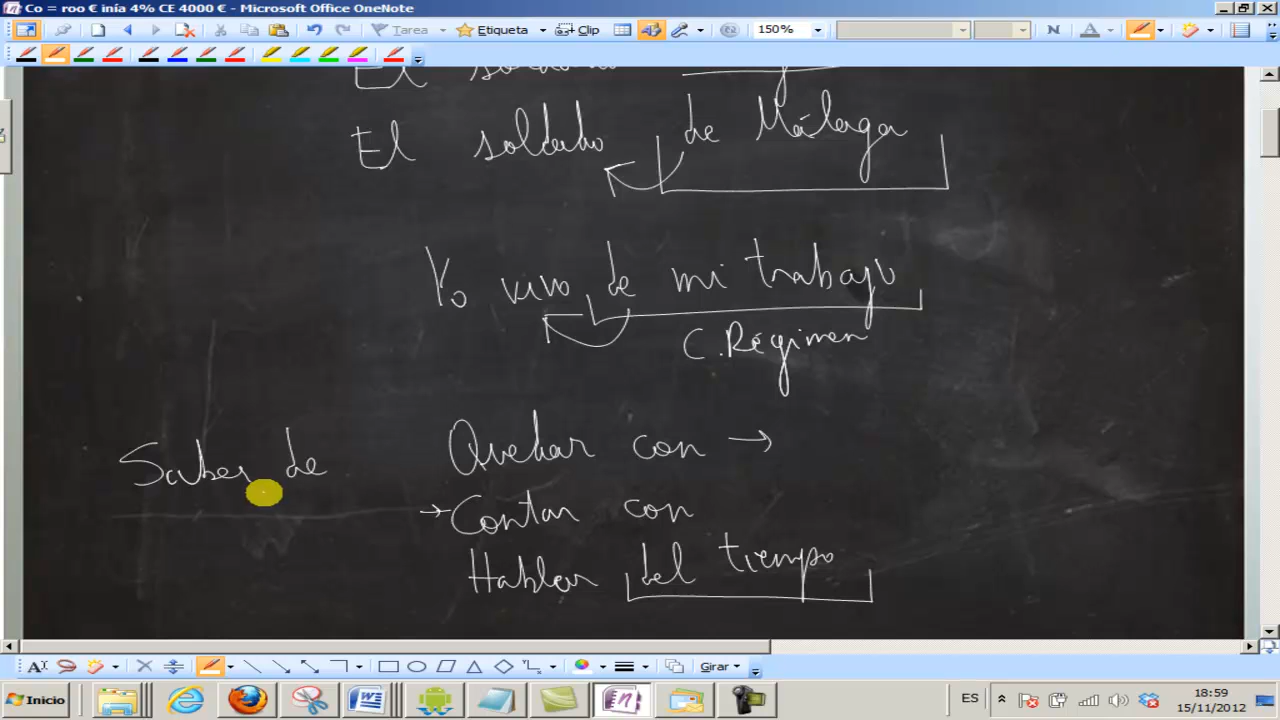 Co = roo € inía 4% CE 4000 € - Microsoft Office OneNote
Tarea Etiqueta Clip 150% N A
El
El soldado de Málaga
Yo vivo de mi trabajo
C. Régimen
Saber de
Quedar con →
→ Contar con
Hablar del tiempo
A Girar
Inicio ES 18:59
15/11/2012